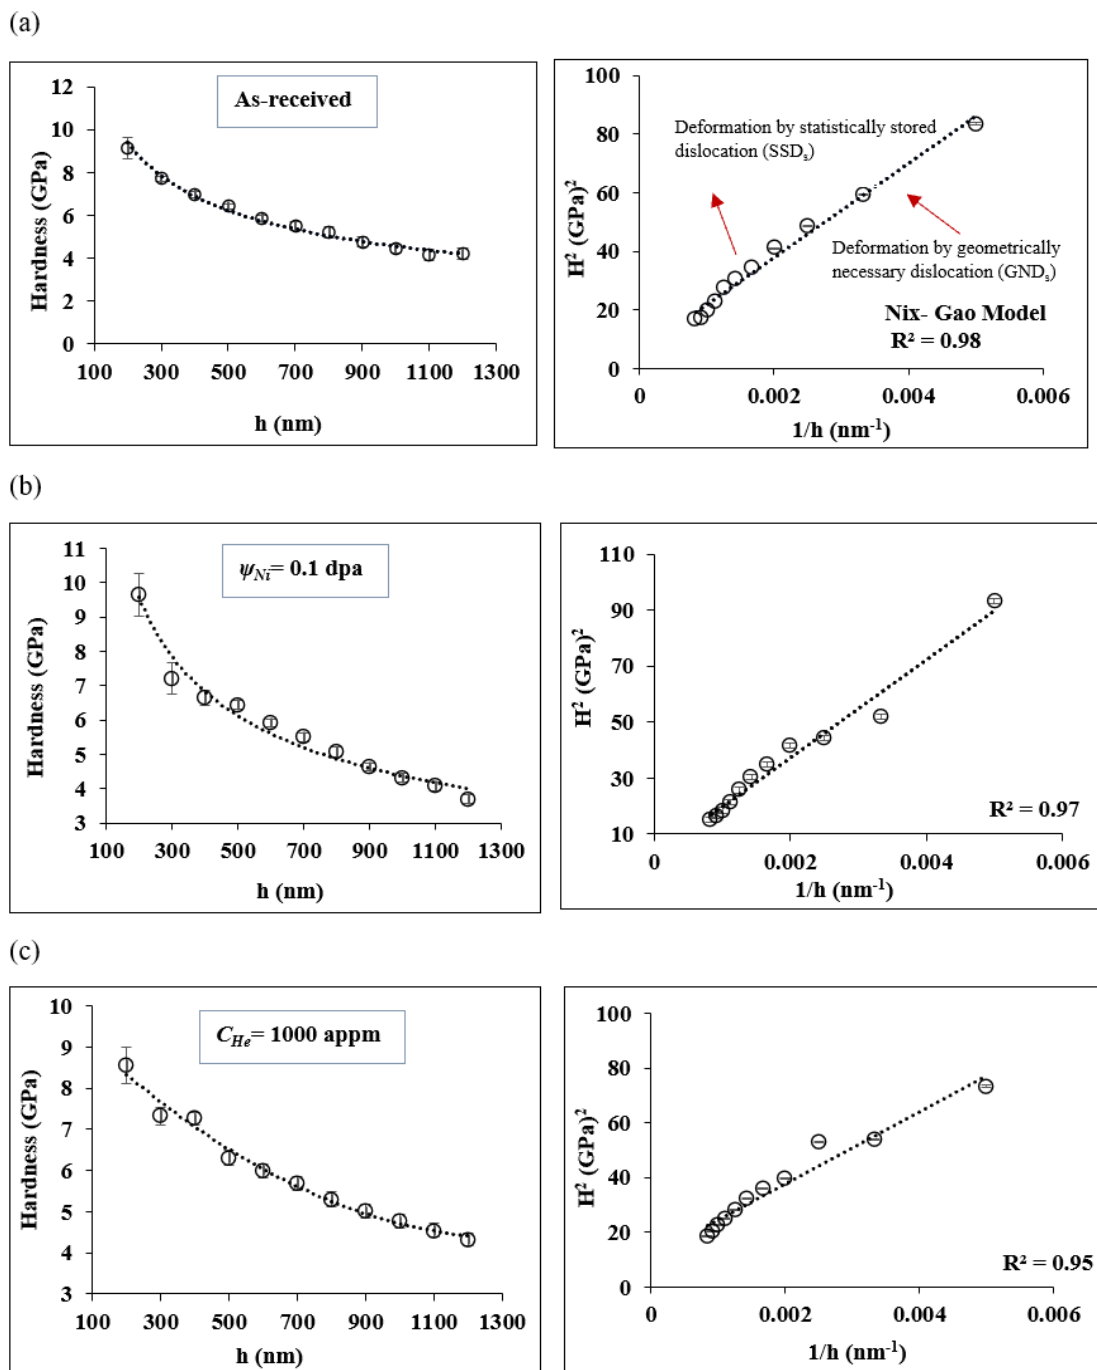 (a)
As-received
Hardness (GPa)
12
10
8
6
4
2
0
100 300 500 700 900 1100 1300
h (nm)
H² (GPa)²
100
80
60
40
20
0
Deformation by statistically stored
dislocation (SSDₛ)
Deformation by geometrically
necessary dislocation (GNDₛ)
Nix- Gao Model
R² = 0.98
0 0.002 0.004 0.006
1/h (nm⁻¹)
(b)
ψNi= 0.1 dpa
Hardness (GPa)
11
10
9
8
7
6
5
4
3
100 300 500 700 900 1100 1300
h (nm)
H² (GPa)²
110
90
70
50
30
10
R² = 0.97
0 0.002 0.004 0.006
1/h (nm⁻¹)
(c)
CHe= 1000 appm
Hardness (GPa)
10
9
8
7
6
5
4
3
100 300 500 700 900 1100 1300
h (nm)
H² (GPa)²
100
80
60
40
20
0
R² = 0.95
0 0.002 0.004 0.006
1/h (nm⁻¹)